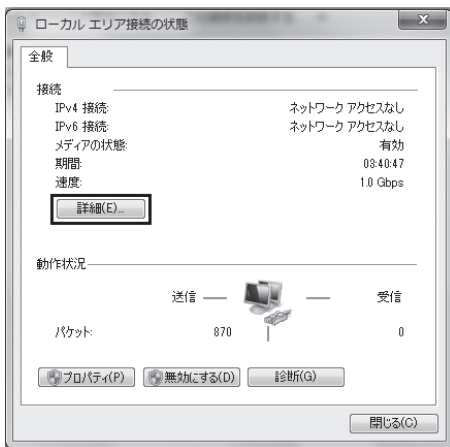 ローカル エリア接続の状態
全般
接続
IPv4 接続: ネットワーク アクセスなし
IPv6 接続: ネットワーク アクセスなし
メディアの状態: 有効
期間: 03:40:47
速度: 1.0 Gbps
詳細(E)...
動作状況
送信 受信
パケット: 870 0
プロパティ(P) 無効にする(D) 診断(G)
閉じる(C)